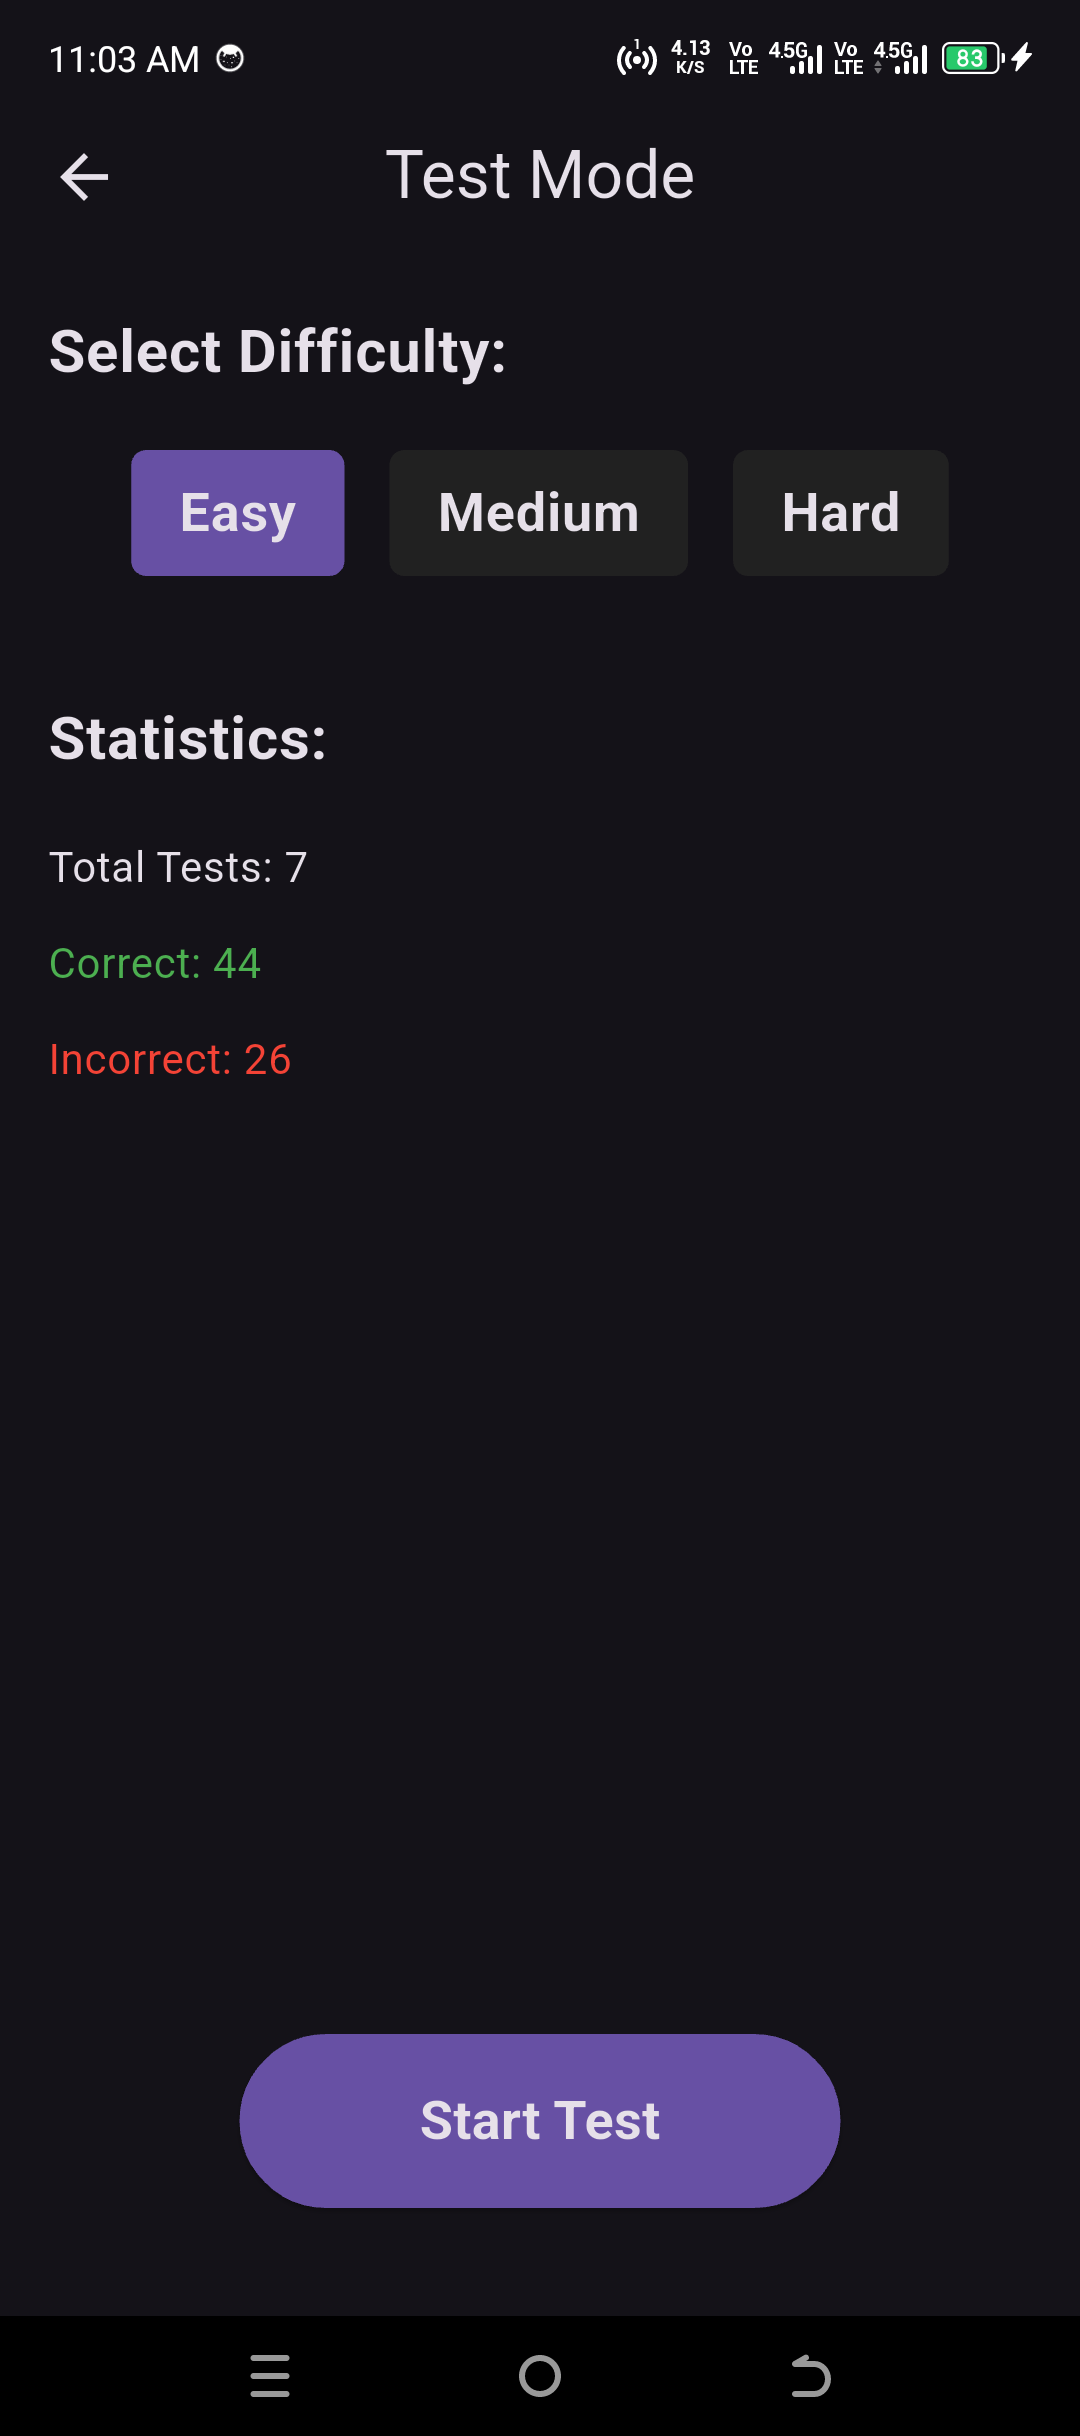 11:03 AM 1 4.13 K/S Vo LTE 4.5G Vo LTE 4.5G 83
Test Mode
Select Difficulty:
Easy Medium Hard
Statistics:
Total Tests: 7
Correct: 44
Incorrect: 26
Start Test